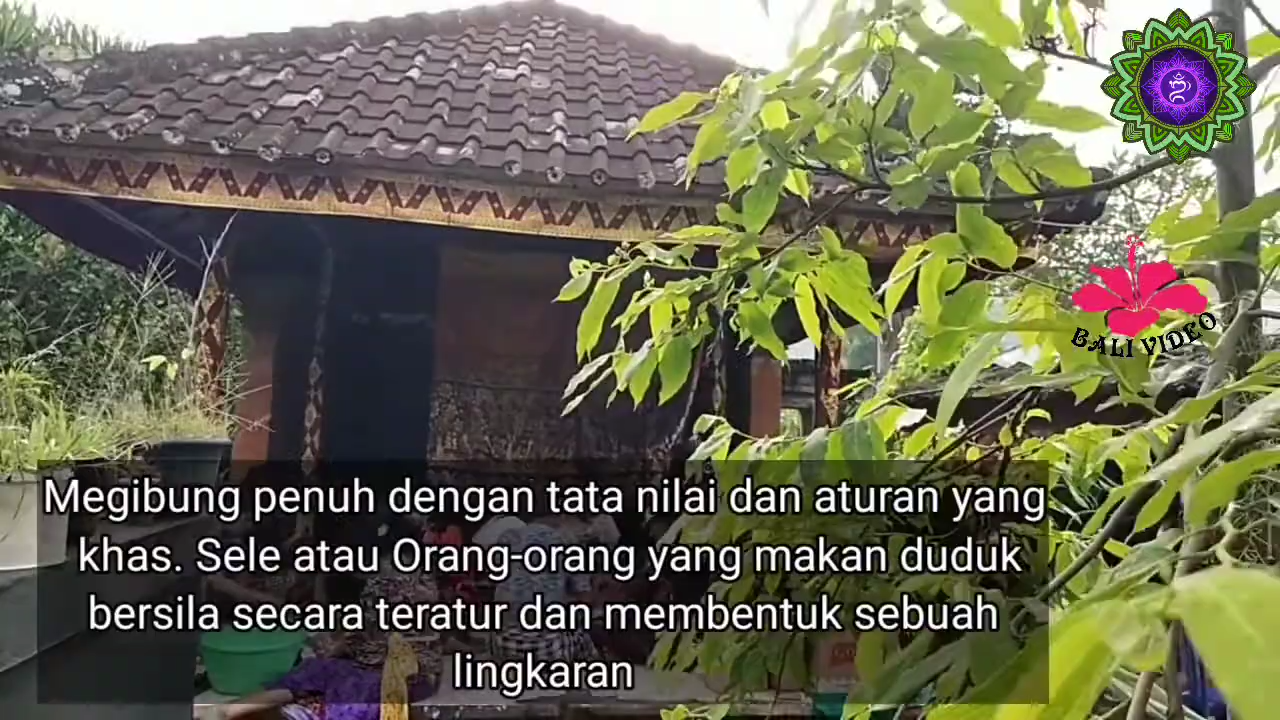 BALI VIDEO
Megibung penuh dengan tata nilai dan aturan yang
khas. Sele atau Orang-orang yang makan duduk
bersila secara teratur dan membentuk sebuah
lingkaran